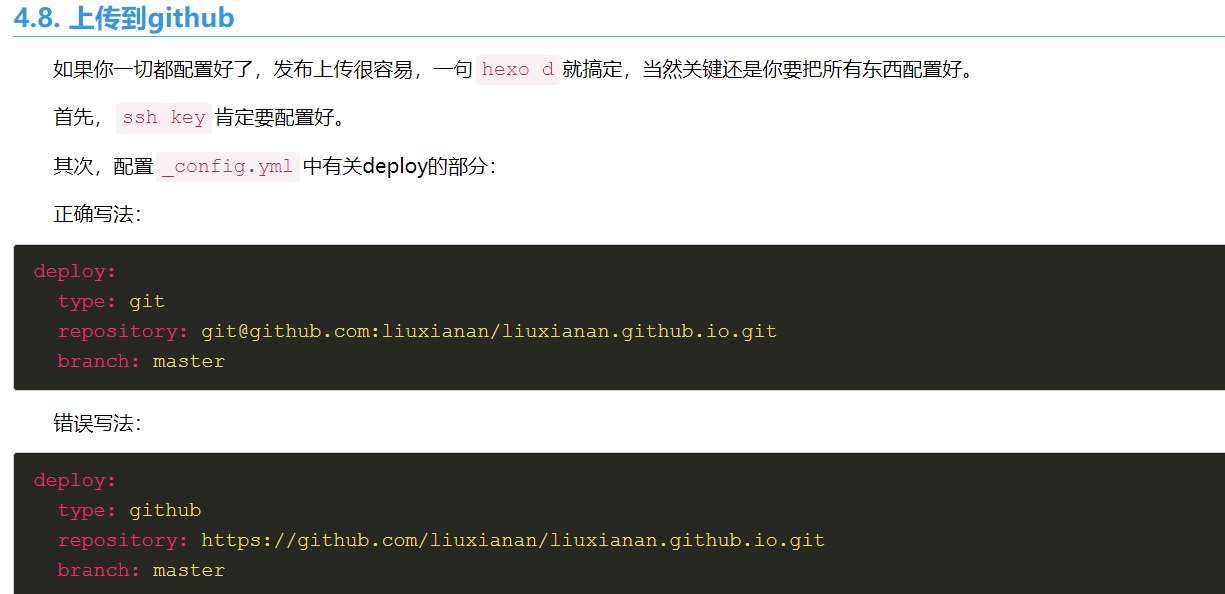 4.8. 上传到github
如果你一切都配置好了，发布上传很容易，一句 hexo d 就搞定，当然关键还是你要把所有东西配置好。
首先， ssh key 肯定要配置好。
其次，配置 _config.yml 中有关deploy的部分：
正确写法：
deploy:
  type: git
  repository: git@github.com:liuxianan/liuxianan.github.io.git
  branch: master
错误写法：
deploy:
  type: github
  repository: https://github.com/liuxianan/liuxianan.github.io.git
  branch: master